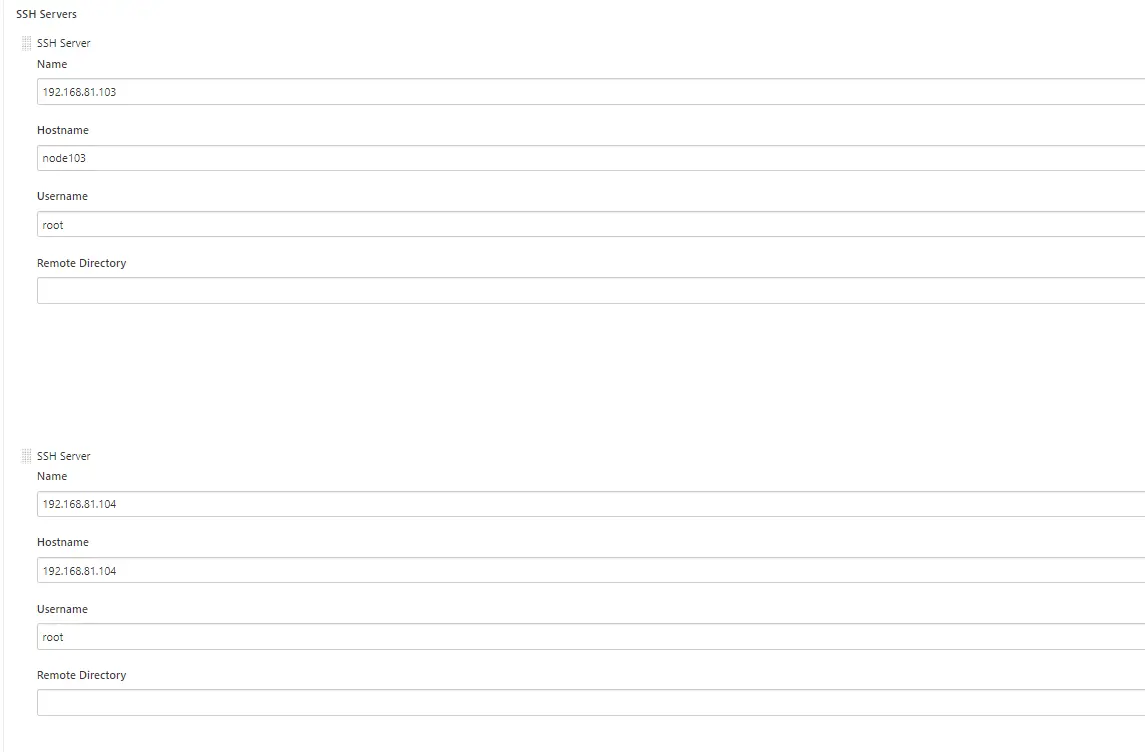 SSH Servers
SSH Server
Name
192.168.81.103
Hostname
node103
Username
root
Remote Directory
SSH Server
Name
192.168.81.104
Hostname
192.168.81.104
Username
root
Remote Directory